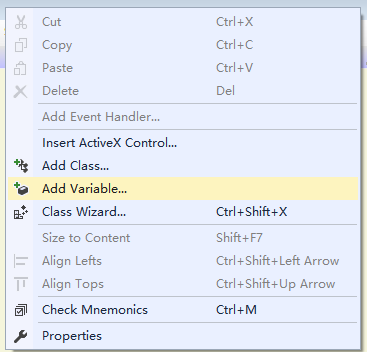 Cut Ctrl+X
Copy Ctrl+C
Paste Ctrl+V
Delete Del
Add Event Handler...
Insert ActiveX Control...
Add Class...
Add Variable...
Class Wizard... Ctrl+Shift+X
Size to Content Shift+F7
Align Lefts Ctrl+Shift+Left Arrow
Align Tops Ctrl+Shift+Up Arrow
Check Mnemonics Ctrl+M
Properties